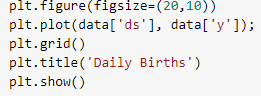 plt.figure(figsize=(20,10))
plt.plot(data['ds'], data['y']);
plt.grid()
plt.title('Daily Births')
plt.show()